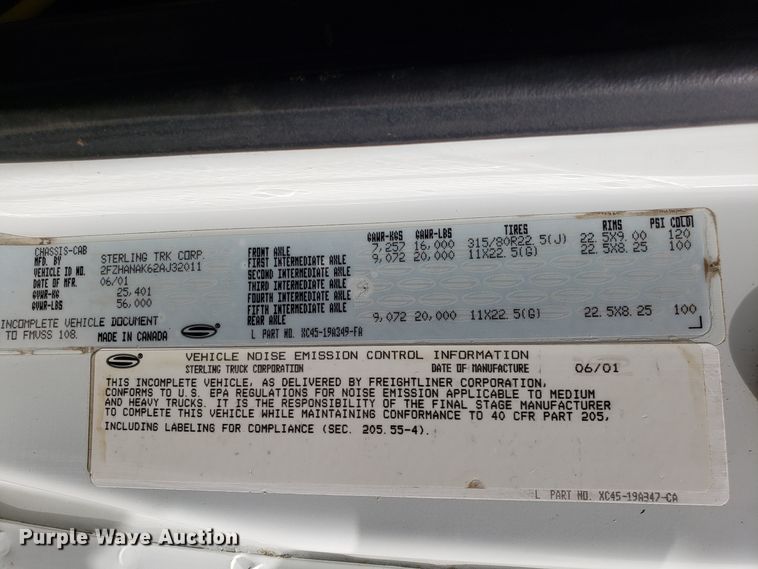 GAWR-KGS GAWR-LBS TIRES RIMS PSI COLD
CHASSIS-CAB
MFD. BY STERLING TRK CORP.
VEHICLE ID NO. 2FZHANAK62AJ32011
DATE OF MFR. 06/01
GVWR-KG 25,401
GVWR-LBS 56,000
FRONT AXLE 7,257 16,000 315/80R22.5(J) 22.5X9.00 120
FIRST INTERMEDIATE AXLE 9,072 20,000 11X22.5(G) 22.5X8.25 100
SECOND INTERMEDIATE AXLE
THIRD INTERMEDIATE AXLE
FOURTH INTERMEDIATE AXLE
FIFTH INTERMEDIATE AXLE
REAR AXLE 9,072 20,000 11X22.5(G) 22.5X8.25 100
INCOMPLETE VEHICLE DOCUMENT
TO FMVSS 108. MADE IN CANADA L PART NO. XC45-19A349-FA
VEHICLE NOISE EMISSION CONTROL INFORMATION
STERLING TRUCK CORPORATION DATE OF MANUFACTURE 06/01
THIS INCOMPLETE VEHICLE, AS DELIVERED BY FREIGHTLINER CORPORATION,
CONFORMS TO U.S. EPA REGULATIONS FOR NOISE EMISSION APPLICABLE TO MEDIUM
AND HEAVY TRUCKS. IT IS THE RESPONSIBILITY OF THE FINAL STAGE MANUFACTURER
TO COMPLETE THIS VEHICLE WHILE MAINTAINING CONFORMANCE TO 40 CFR PART 205,
INCLUDING LABELING FOR COMPLIANCE (SEC. 205.55-4).
L PART NO. XC45-19A347-CA
Purple Wave Auction